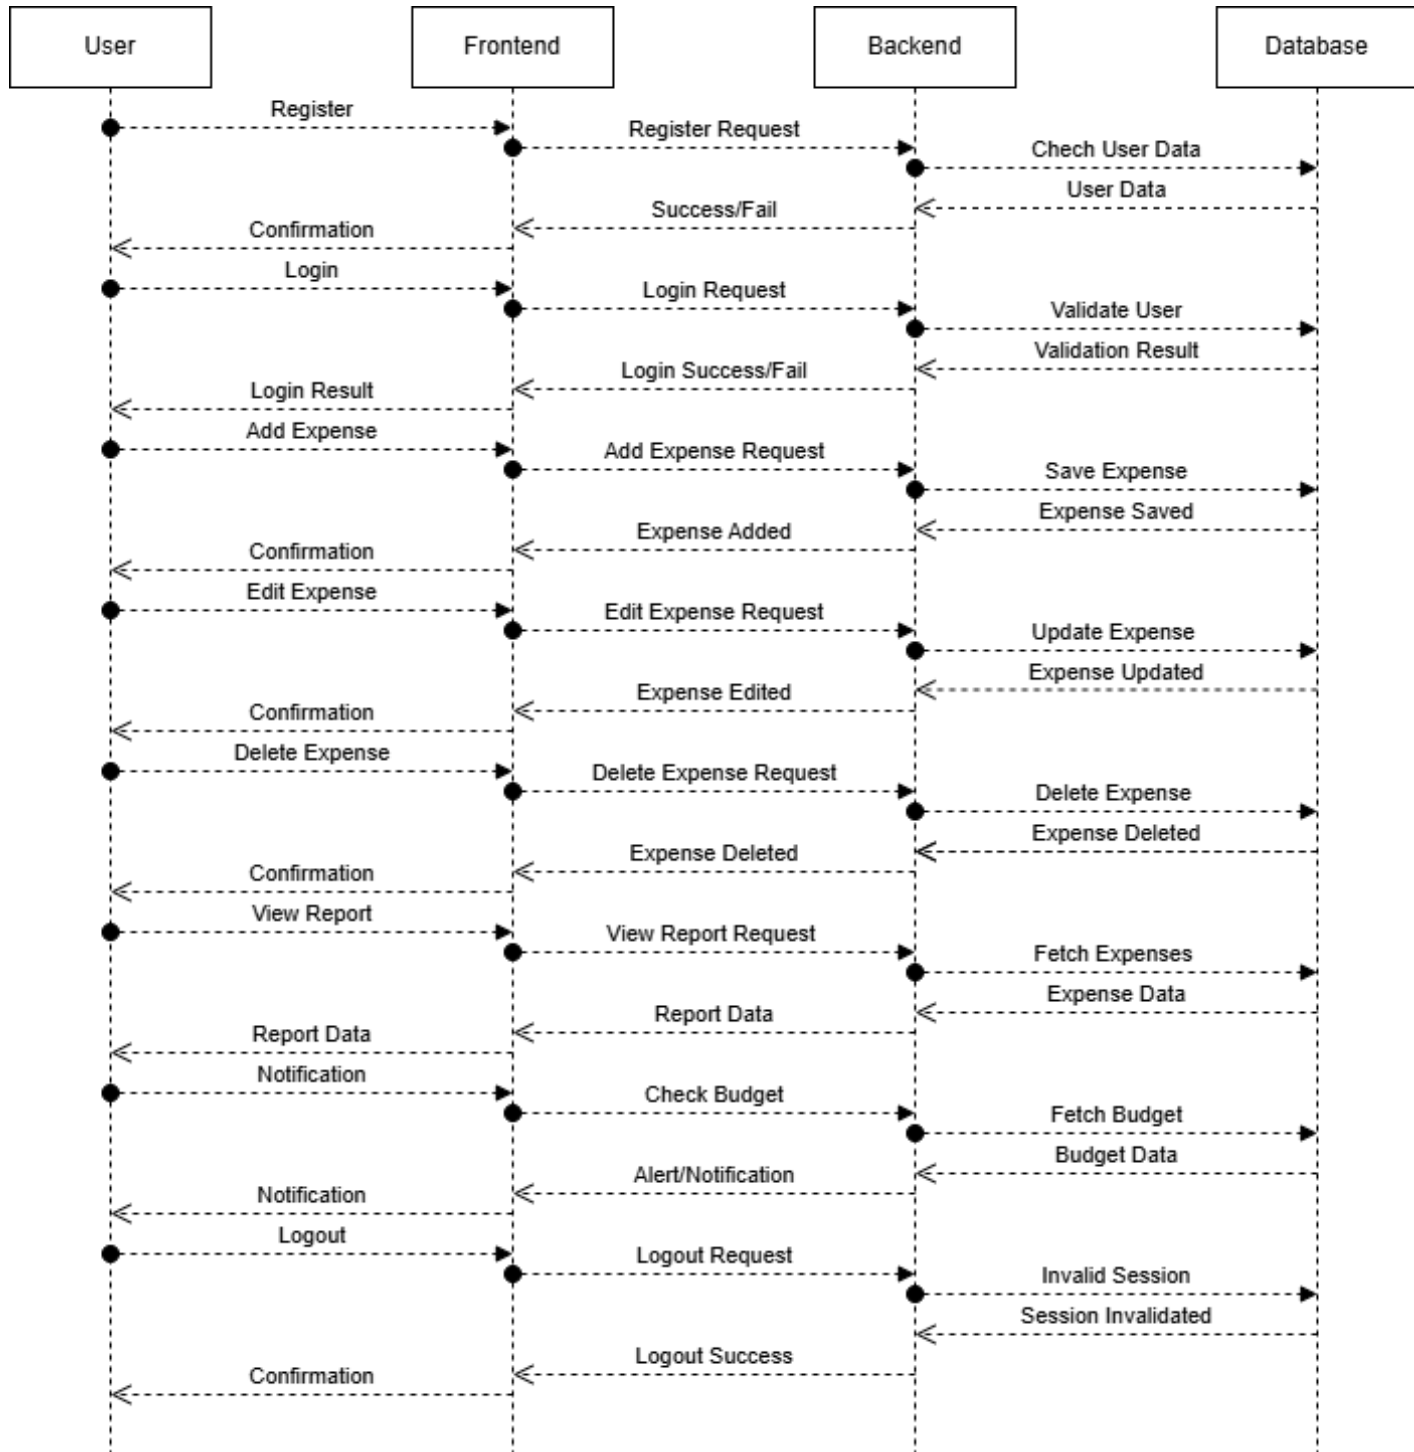 User
Frontend
Backend
Database
Register
Register Request
Chech User Data
User Data
Success/Fail
Confirmation
Login
Login Request
Validate User
Validation Result
Login Success/Fail
Login Result
Add Expense
Add Expense Request
Save Expense
Expense Saved
Expense Added
Confirmation
Edit Expense
Edit Expense Request
Update Expense
Expense Updated
Expense Edited
Confirmation
Delete Expense
Delete Expense Request
Delete Expense
Expense Deleted
Expense Deleted
Confirmation
View Report
View Report Request
Fetch Expenses
Expense Data
Report Data
Report Data
Notification
Check Budget
Fetch Budget
Budget Data
Alert/Notification
Notification
Logout
Logout Request
Invalid Session
Session Invalidated
Logout Success
Confirmation